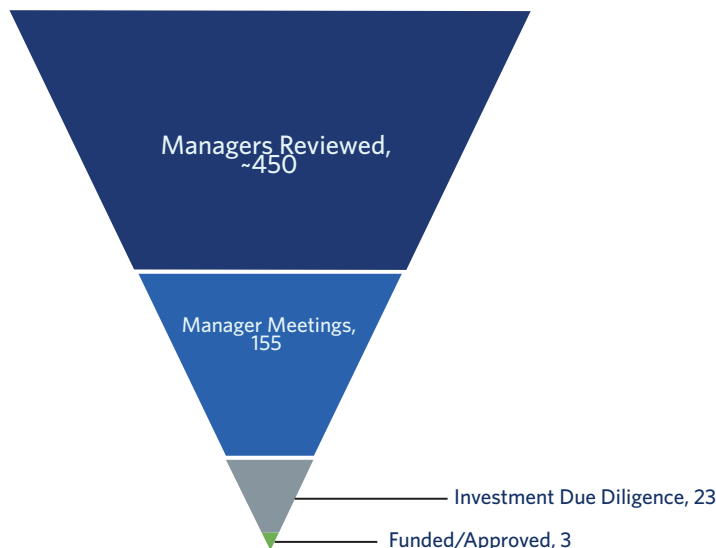 Managers Reviewed,
~450
Manager Meetings,
155
Investment Due Diligence, 23
Funded/Approved, 3